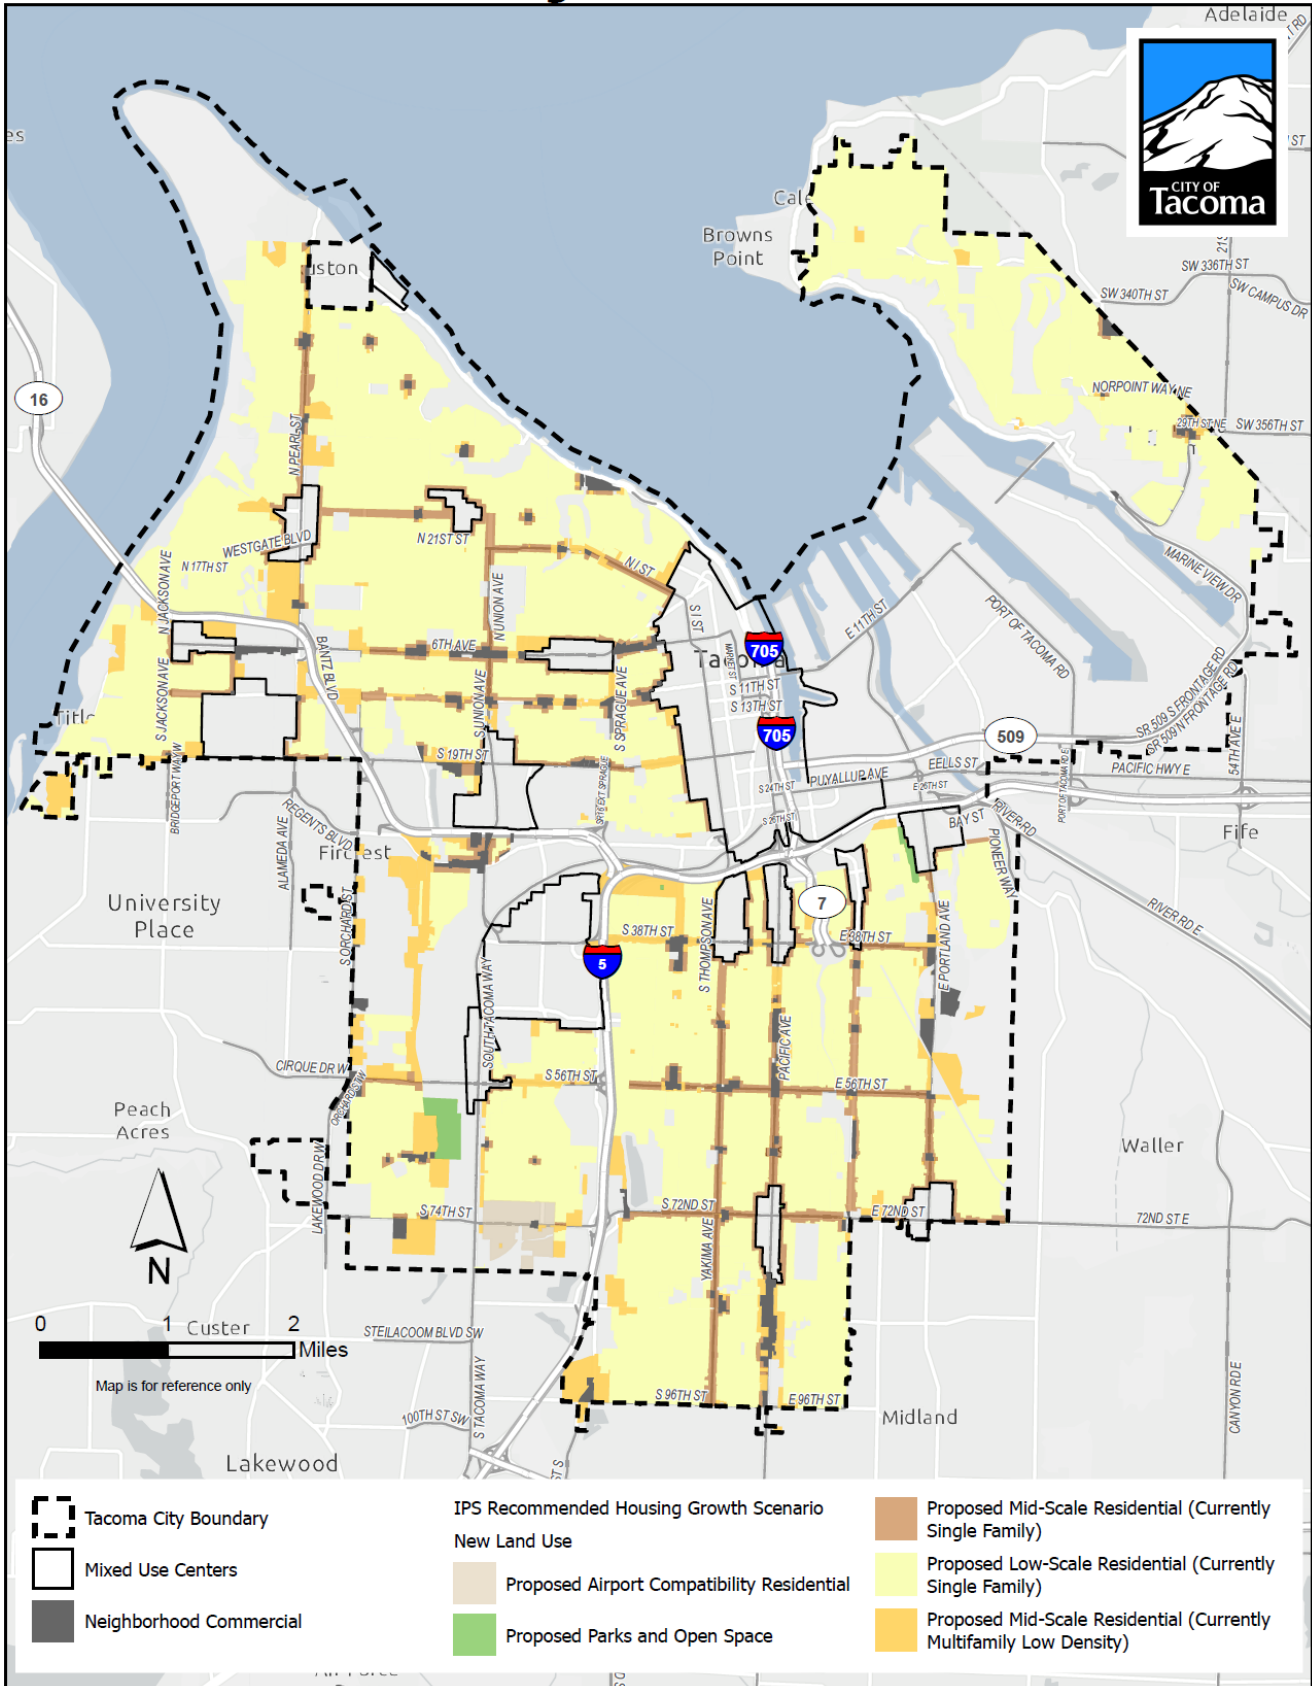 Adelaide
CITY OF
Tacoma
Browns
Point
SW 336TH ST
SW 340TH ST
SW CAMPUS DR
NORPOINT WAY NE
29TH ST NE
SW 356TH ST
16
N PEARL ST
WESTGATE BLVD
N 21ST ST
N 17TH ST
N I ST
N JACKSON AVE
N UNION AVE
6TH AVE
BANTZ BLVD
S I ST
MARKET ST
705
E 11TH ST
PORT OF TACOMA RD
MARINE VIEW DR
S 11TH ST
S 13TH ST
705
S JACKSON AVE
S UNION AVE
S SPRAGUE AVE
S 19TH ST
509
SR 509 S FRONTAGE RD
SR 509 N FRONTAGE RD
54TH AVE E
EELLS ST
PACIFIC HWY E
PUYALLUP AVE
S 24TH ST
E 26TH ST
BRIDGEPORT WAY W
REGENTS BLVD
ALAMEDA AVE
Fircrest
BAY ST
RIVER RD
PIONEER WAY
Fife
University
Place
S ORCHARD ST
7
S 38TH ST
E 38TH ST
S THOMPSON AVE
E PORTLAND AVE
RIVER RD E
5
SOUTH TACOMA WAY
PACIFIC AVE
CIRQUE DR W
S 56TH ST
E 56TH ST
Peach
Acres
Waller
LAKEWOOD DR W
S 74TH ST
S 72ND ST
E 72ND ST
72ND ST E
YAKIMA AVE
N
0 1 2
Miles
Custer
STEILACOOM BLVD SW
Map is for reference only
S 96TH ST
E 96TH ST
100TH ST SW
S TACOMA WAY
Midland
CANYON RD E
Lakewood
Tacoma City Boundary
Mixed Use Centers
Neighborhood Commercial
IPS Recommended Housing Growth Scenario
New Land Use
Proposed Airport Compatibility Residential
Proposed Parks and Open Space
Proposed Mid-Scale Residential (Currently
Single Family)
Proposed Low-Scale Residential (Currently
Single Family)
Proposed Mid-Scale Residential (Currently
Multifamily Low Density)